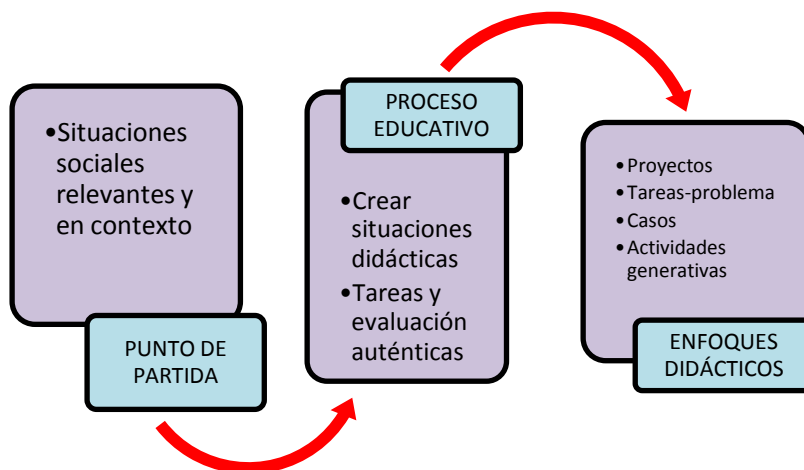 •Situaciones
sociales
relevantes y
en contexto
PUNTO DE
PARTIDA
PROCESO
EDUCATIVO
•Crear
situaciones
didácticas
•Tareas y
evaluación
auténticas
•Proyectos
•Tareas-problema
•Casos
•Actividades
generativas
ENFOQUES
DIDÁCTICOS